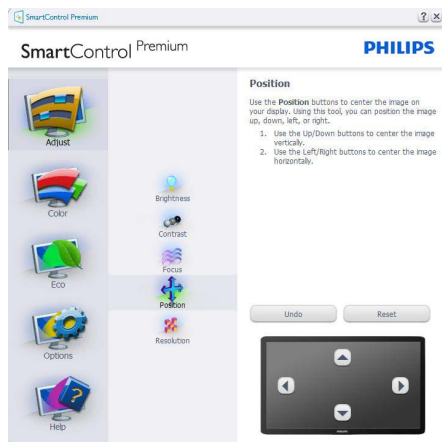 SmartControl Premium
SmartControl Premium
PHILIPS
Adjust
Color
Eco
Options
Help
Brightness
Contrast
Focus
Position
Resolution
Position
Use the Position buttons to center the image on
your display. Using this tool, you can position the image
up, down, left, or right.
1. Use the Up/Down buttons to center the image
vertically.
2. Use the Left/Right buttons to center the image
horizontally.
Undo
Reset
PHILIPS